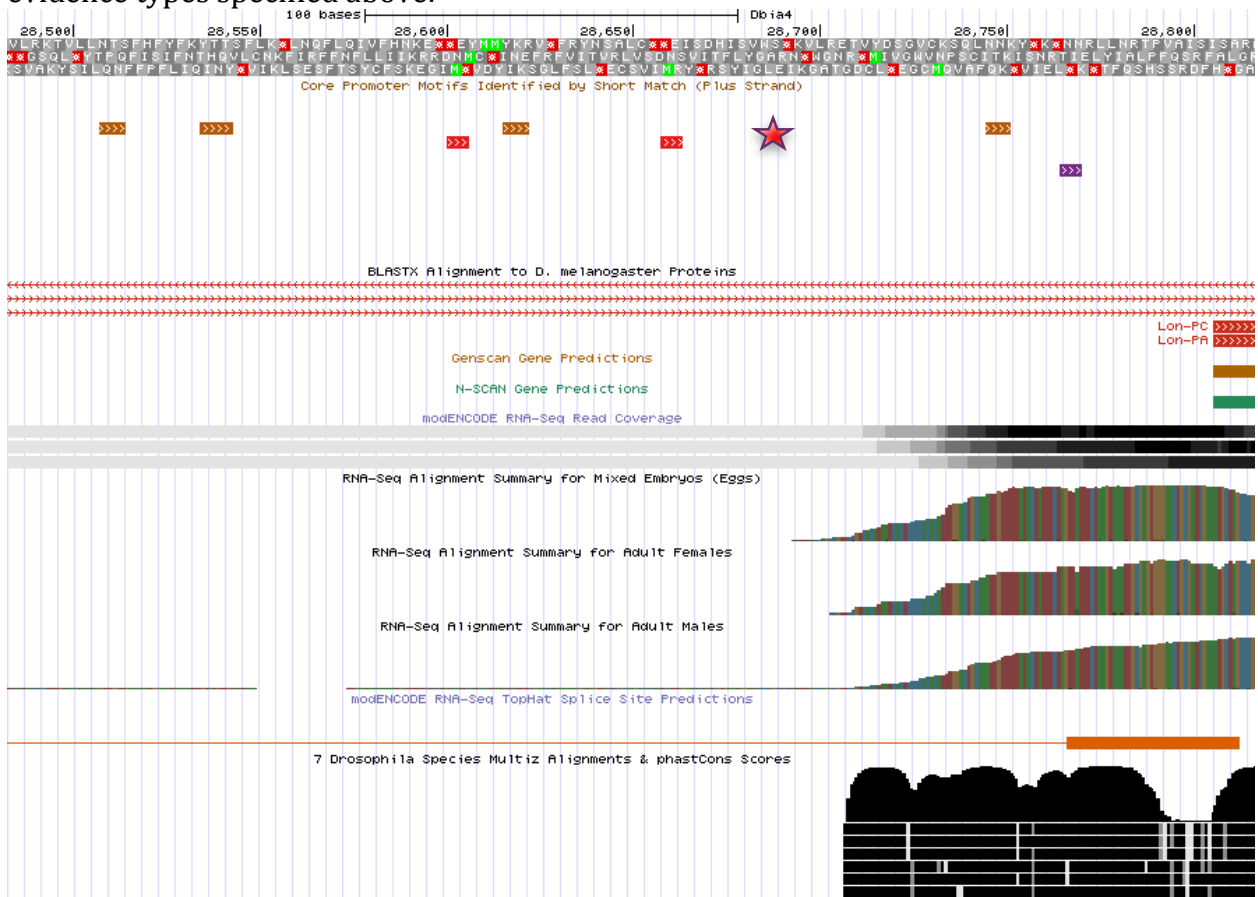 evidence types specified above.
100 bases Dbia4
28,500 28,550 28,600 28,650 28,700 28,750 28,800
Core Promoter Motifs Identified by Short Match (Plus Strand)
BLASTX Alignment to D. melanogaster Proteins
Lon-PC
Lon-PA
Genscan Gene Predictions
N-SCAN Gene Predictions
modENCODE RNA-Seq Read Coverage
RNA-Seq Alignment Summary for Mixed Embryos (Eggs)
RNA-Seq Alignment Summary for Adult Females
RNA-Seq Alignment Summary for Adult Males
modENCODE RNA-Seq TopHat Splice Site Predictions
7 Drosophila Species Multiz Alignments & phastCons Scores